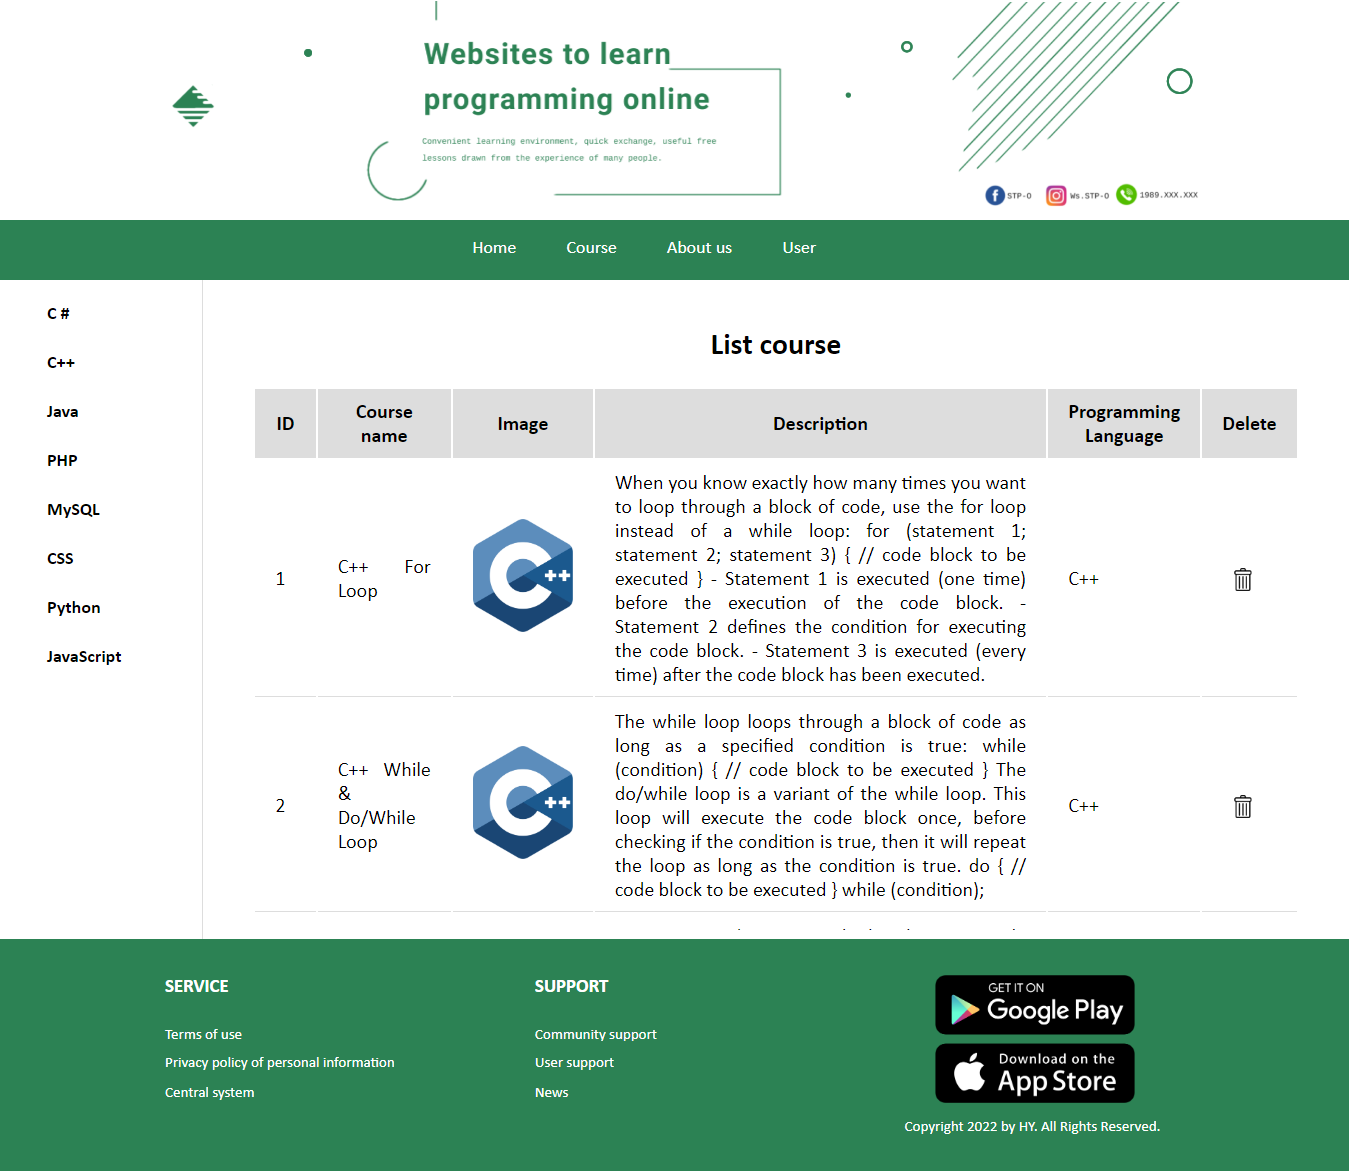 Websites to learn
programming online
Convenient learning environment, quick exchange, useful free
lessons drawn from the experience of many people.
STP-O
Ws.STP-O
1989.XXX.XXX
Home
Course
About us
User
C #
C++
Java
PHP
MySQL
CSS
Python
JavaScript
List course
ID
Course
name
Image
Description
Programming
Language
Delete
1
C++ For
Loop
C++
When you know exactly how many times you want
to loop through a block of code, use the for loop
instead of a while loop: for (statement 1;
statement 2; statement 3) { // code block to be
executed } - Statement 1 is executed (one time)
before the execution of the code block. -
Statement 2 defines the condition for executing
the code block. - Statement 3 is executed (every
time) after the code block has been executed.
C++
2
C++ While
&
Do/While
Loop
C++
The while loop loops through a block of code as
long as a specified condition is true: while
(condition) { // code block to be executed } The
do/while loop is a variant of the while loop. This
loop will execute the code block once, before
checking if the condition is true, then it will repeat
the loop as long as the condition is true. do { //
code block to be executed } while (condition);
C++
SERVICE
Terms of use
Privacy policy of personal information
Central system
SUPPORT
Community support
User support
News
GET IT ON
Google Play
Download on the
App Store
Copyright 2022 by HY. All Rights Reserved.